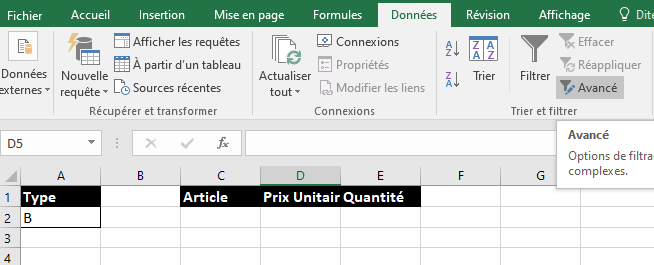 Fichier Accueil Insertion Mise en page Formules Données Révision Affichage Dite
Données externes
Nouvelle requête
Afficher les requêtes
À partir d'un tableau
Sources récentes
Récupérer et transformer
Actualiser tout
Connexions
Propriétés
Modifier les liens
Connexions
A Z
Z A
Z A A Z
Trier
Filtrer
Effacer
Réappliquer
Avancé
Trier et filtrer
D5
fx
Avancé
Options de filtra
complexes.
A B C D E F G
1 Type Article Prix Unitair Quantité
2 B
3
4